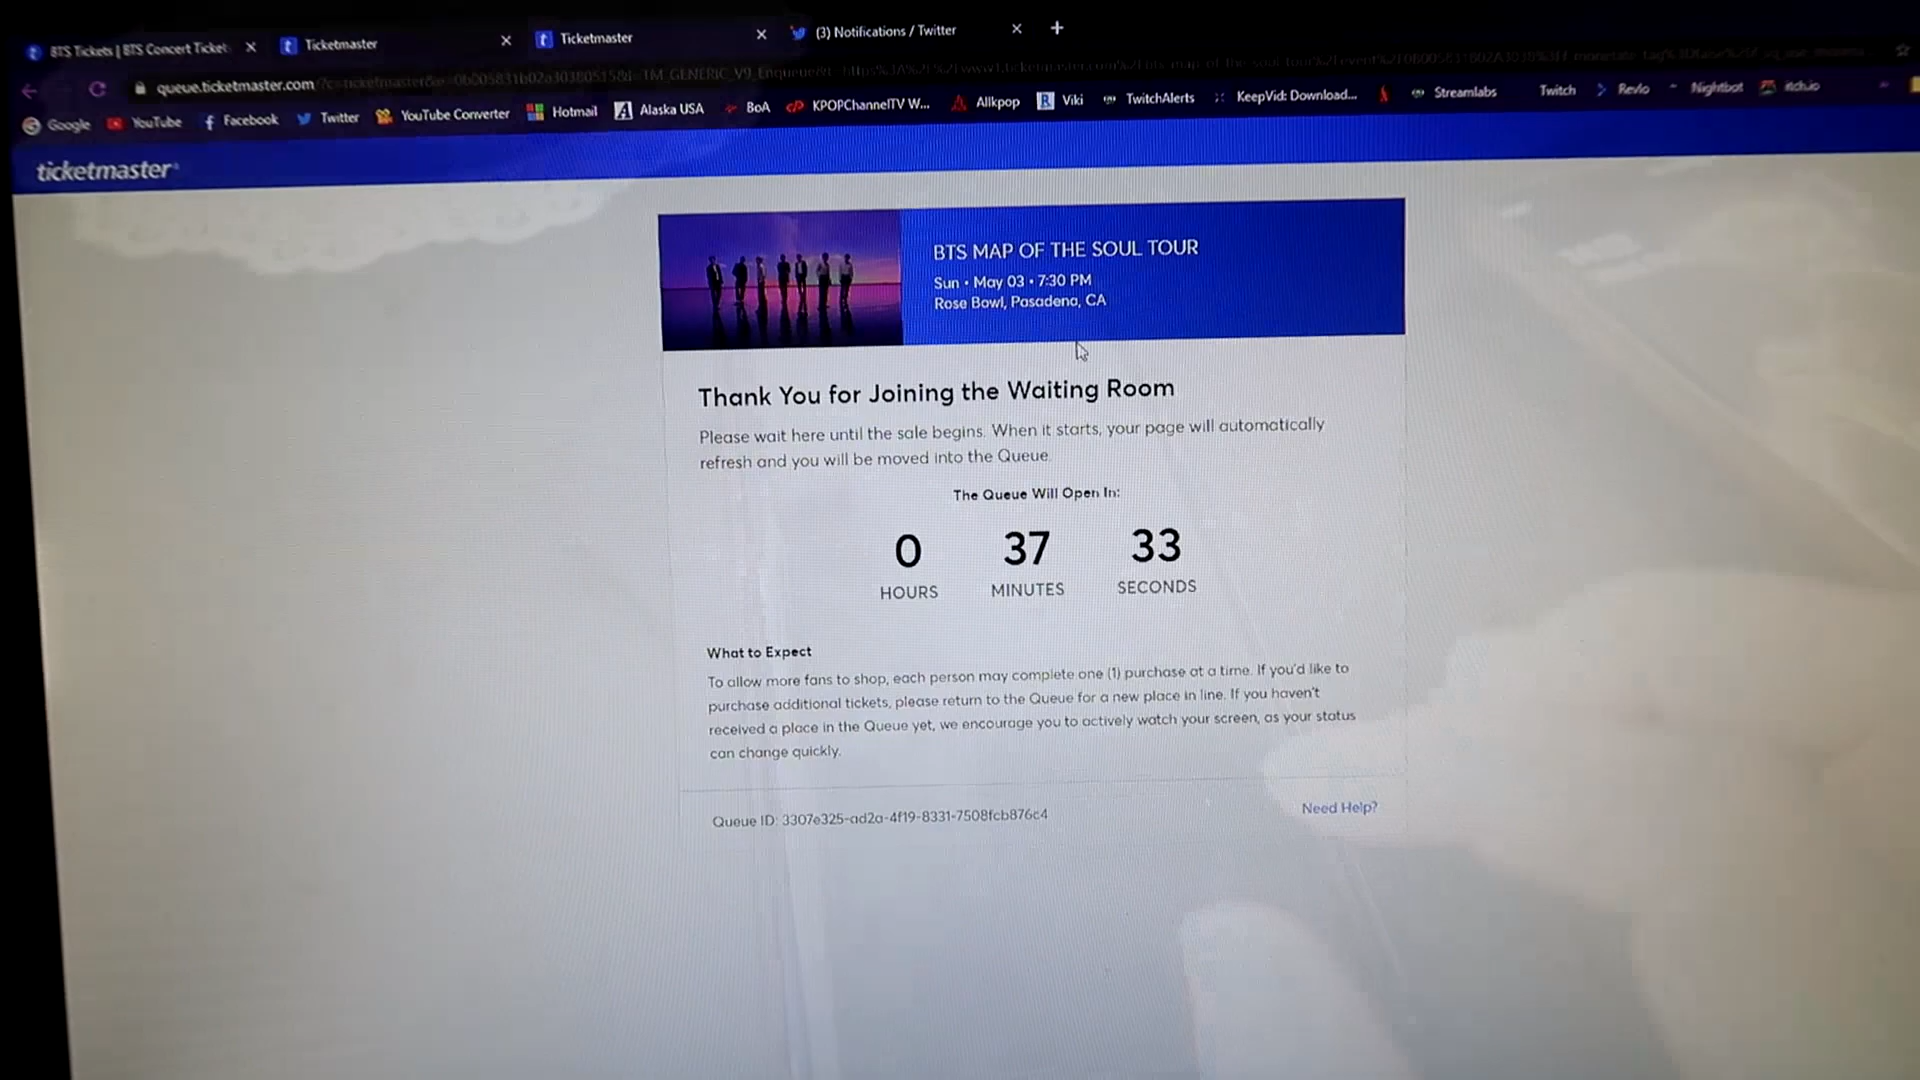 BTS Tickets | BTS Concert Ticket
Ticketmaster
Ticketmaster
(3) Notifications / Twitter
queue.ticketmaster.com
Google
YouTube
Facebook
Twitter
YouTube Converter
Hotmail
Alaska USA
BoA
KPOPChannelTV W...
Allkpop
Viki
TwitchAlerts
KeepVid: Download...
Streamlabs
Twitch
Revlo
Nightbot
itch.io
ticketmaster
BTS MAP OF THE SOUL TOUR
Sun • May 03 • 7:30 PM
Rose Bowl, Pasadena, CA
Thank You for Joining the Waiting Room
Please wait here until the sale begins. When it starts, your page will automatically
refresh and you will be moved into the Queue.
The Queue Will Open In:
0 37 33
HOURS MINUTES SECONDS
What to Expect
To allow more fans to shop, each person may complete one (1) purchase at a time. If you'd like to
purchase additional tickets, please return to the Queue for a new place in line. If you haven't
received a place in the Queue yet, we encourage you to actively watch your screen, as your status
can change quickly.
Queue ID: 3307e325-ad2a-4f19-8331-7508fcb876c4
Need Help?